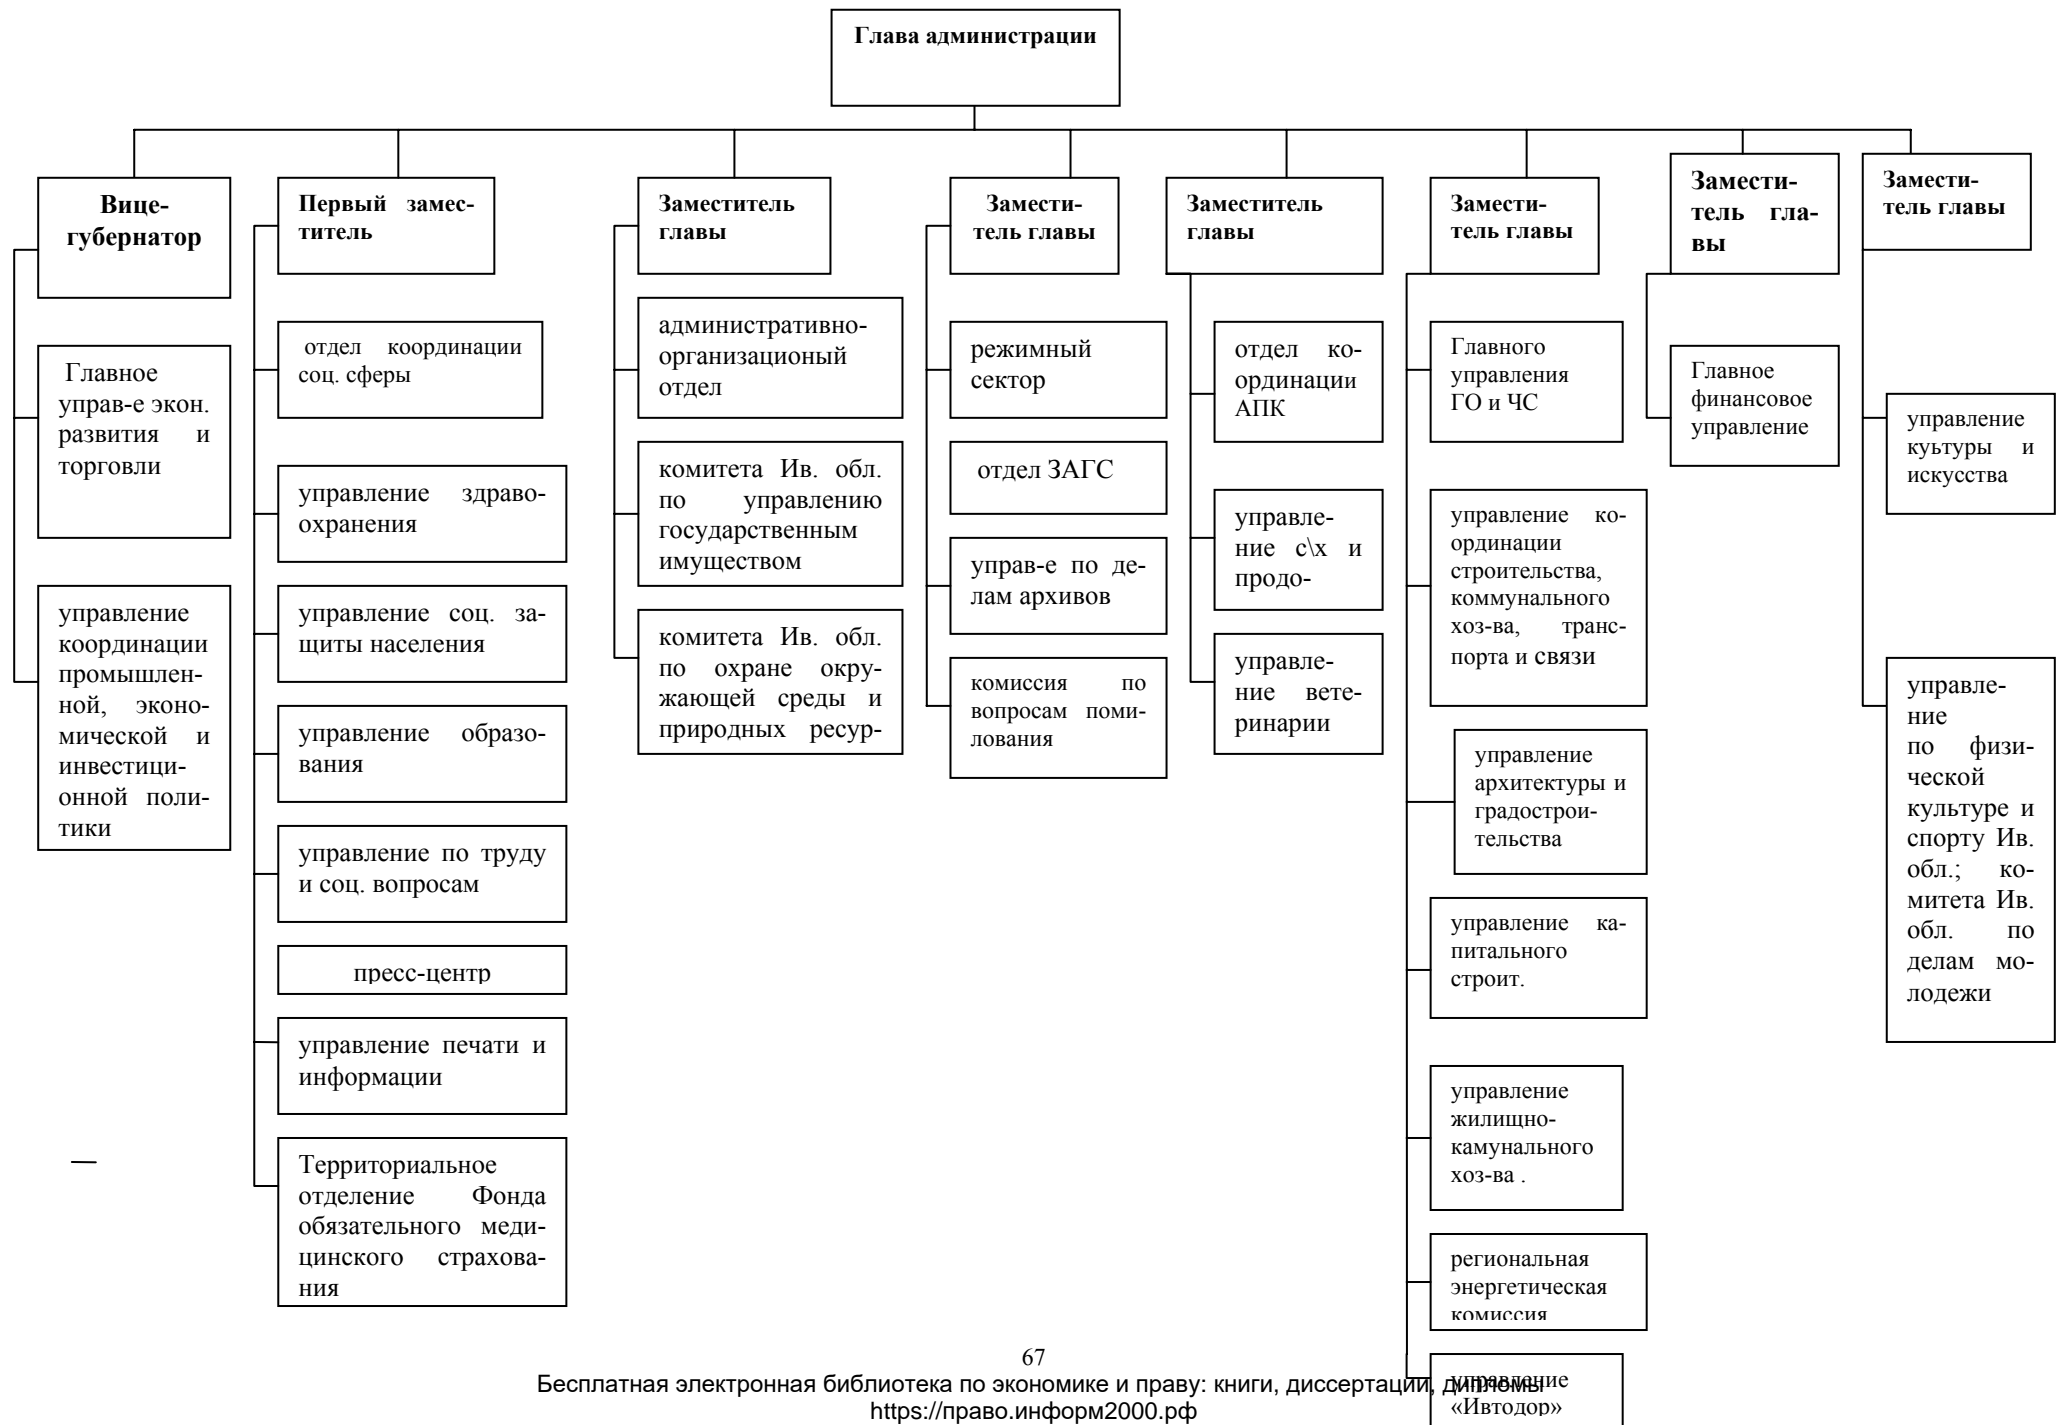 Глава администрации
Вице-
губернатор
Главное
управ-е экон.
развития и
торговли
управление
координации
промышлен-
ной, эконо-
мической и
инвестици-
онной поли-
тики
Первый замес-
титель
отдел координации
соц. сферы
управление здраво-
охранения
управление соц. за-
щиты населения
управление образо-
вания
управление по труду
и соц. вопросам
пресс-центр
управление печати и
информации
Территориальное
отделение Фонда
обязательного меди-
цинского страхова-
ния
Заместитель
главы
административно-
организационый
отдел
комитета Ив. обл.
по управлению
государственным
имуществом
комитета Ив. обл.
по охране окру-
жающей среды и
природных ресур-
Замести-
тель главы
режимный
сектор
отдел ЗАГС
управ-е по де-
лам архивов
комиссия по
вопросам поми-
лования
Заместитель
главы
отдел ко-
ординации
АПК
управле-
ние с\х и
продо-
управле-
ние вете-
ринарии
Замести-
тель главы
Главного
управления
ГО и ЧС
управление ко-
ординации
строительства,
коммунального
хоз-ва, транс-
порта и связи
управление
архитектуры и
градострои-
тельства
управление ка-
питального
строит.
управление
жилищно-
камунального
хоз-ва .
региональная
энергетическая
комиссия
управление
«Ивтодор»
Замести-
тель гла-
вы
Главное
финансовое
управление
Замести-
тель главы
управление
куьтуры и
искусства
управле-
ние
по физи-
ческой
культуре и
спорту Ив.
обл.; ко-
митета Ив.
обл. по
делам мо-
лодежи
67
Бесплатная электронная библиотека по экономике и праву: книги, диссертации, дипломы
https://право.информ2000.рф